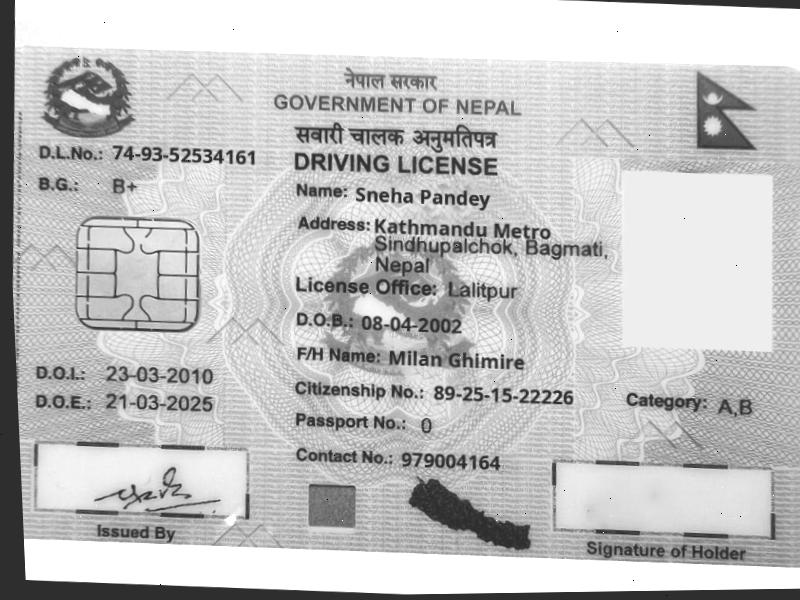 नेपाल सरकार
GOVERNMENT OF NEPAL
सवारी चालक अनुमतिपत्र
DRIVING LICENSE
D.L.No.: 74-93-52534161
B.G.: B+
Name: Sneha Pandey
Address: Kathmandu Metro
Sindhupalchok, Bagmati,
Nepal
License Office: Lalitpur
D.O.B.: 08-04-2002
F/H Name: Milan Ghimire
D.O.I.: 23-03-2010
D.O.E.: 21-03-2025
Citizenship No.: 89-25-15-22226
Category: A,B
Passport No.: 0
Contact No.: 979004164
Issued By
Signature of Holder